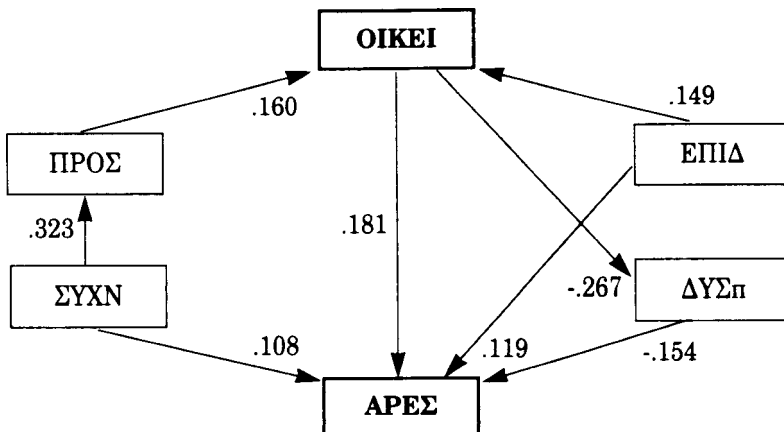 ΟΙΚΕΙ
.160
.149
ΠΡΟΣ
ΕΠΙΔ
.323
.181
ΣΥΧΝ
-.267
ΔΥΣπ
.108
.119
-.154
ΑΡΕΣ